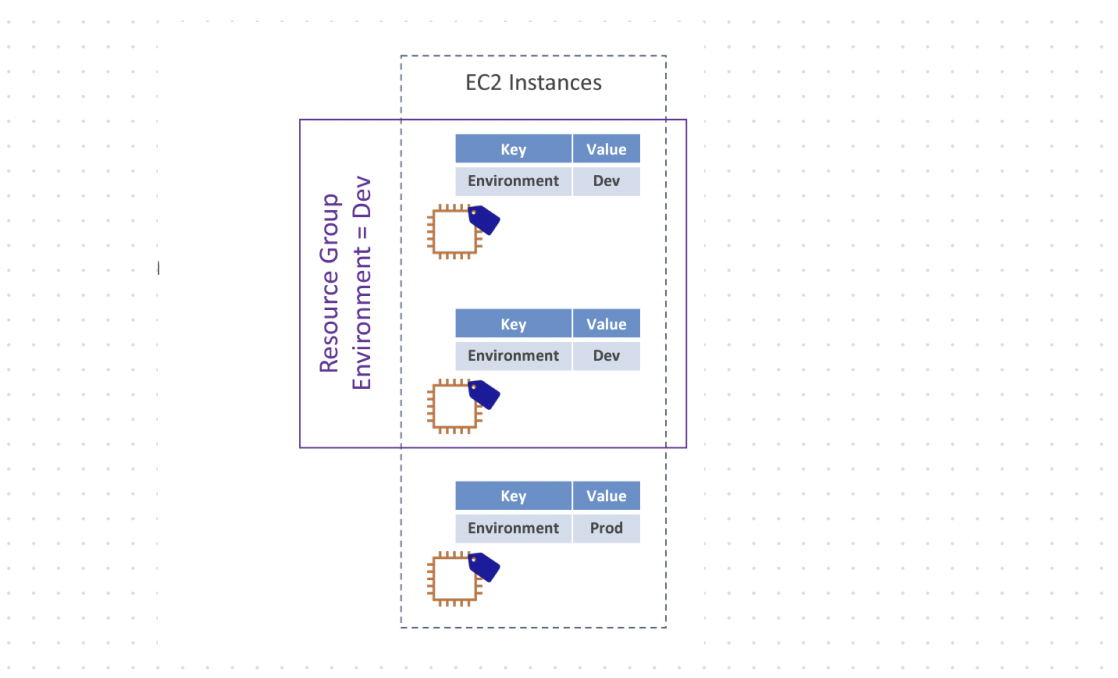 EC2 Instances
Resource Group
Environment = Dev
Key Value
Environment Dev
Key Value
Environment Dev
Key Value
Environment Prod